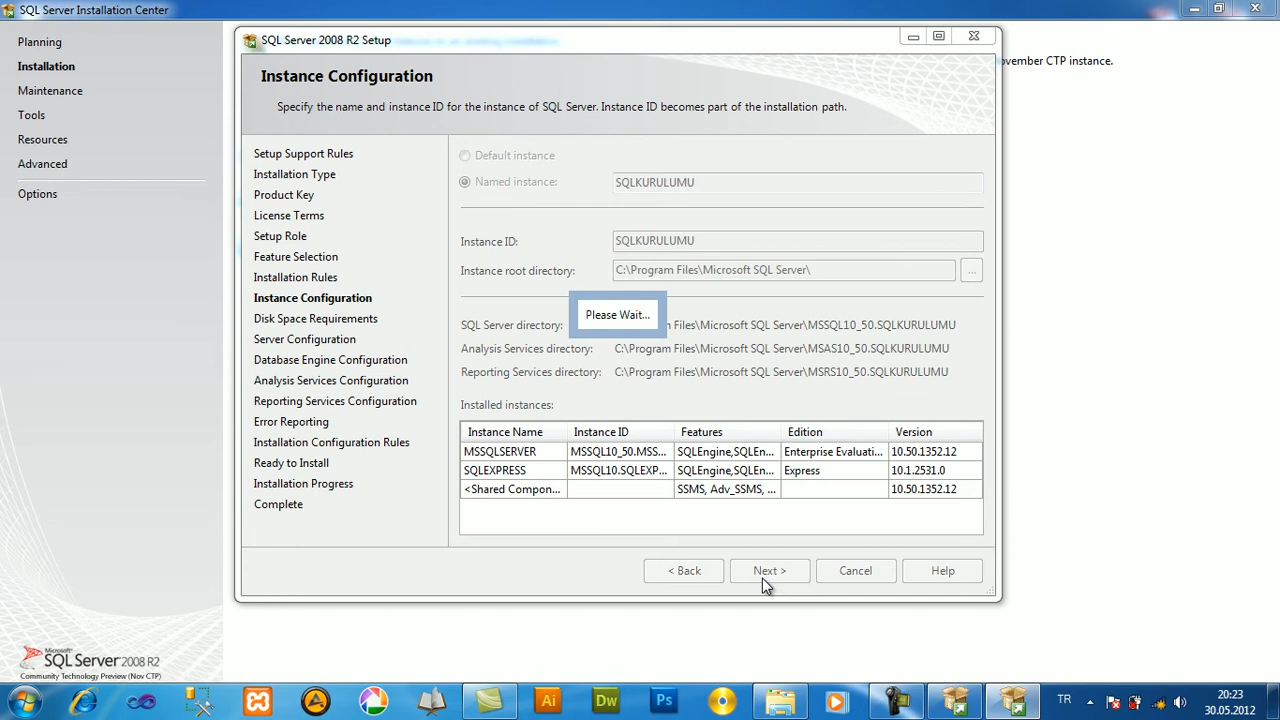 SQL Server Installation Center
Planning
Installation
Maintenance
Tools
Resources
Advanced
Options
SQL Server 2008 R2 Setup
ovember CTP instance.
Instance Configuration
Specify the name and instance ID for the instance of SQL Server. Instance ID becomes part of the installation path.
Setup Support Rules
Installation Type
Product Key
License Terms
Setup Role
Feature Selection
Installation Rules
Instance Configuration
Disk Space Requirements
Server Configuration
Database Engine Configuration
Analysis Services Configuration
Reporting Services Configuration
Error Reporting
Installation Configuration Rules
Ready to Install
Installation Progress
Complete
Default instance
Named instance: SQLKURULUMU
Instance ID: SQLKURULUMU
Instance root directory: C:\Program Files\Microsoft SQL Server\ ...
Please Wait...
SQL Server directory: Files\Microsoft SQL Server\MSSQL10_50.SQLKURULUMU
Analysis Services directory: C:\Program Files\Microsoft SQL Server\MSAS10_50.SQLKURULUMU
Reporting Services directory: C:\Program Files\Microsoft SQL Server\MSRS10_50.SQLKURULUMU
Installed instances:
Instance Name Instance ID Features Edition Version
MSSQLSERVER MSSQL10_50.MSS... SQLEngine,SQLEn... Enterprise Evaluati... 10.50.1352.12
SQLEXPRESS MSSQL10.SQLEXP... SQLEngine,SQLEn... Express 10.1.2531.0
<Shared Compon... SSMS, Adv_SSMS, ... 10.50.1352.12
< Back Next > Cancel Help
Microsoft
SQL Server 2008 R2
Community Technology Preview (Nov CTP)
Ai Dw Ps TR 20:23
30.05.2012